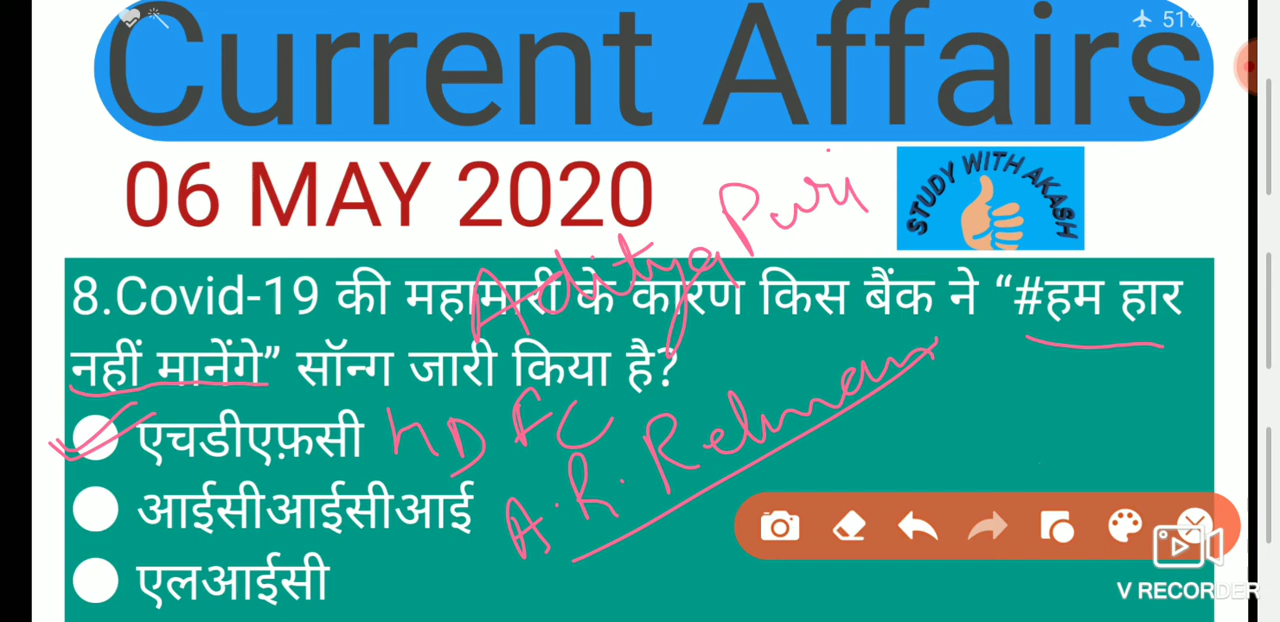 51%
Current Affairs
06 MAY 2020
STUDY WITH AKASH
Aditya Puri
8.Covid-19 की महामारी के कारण किस बैंक ने “#हम हार
नहीं मानेंगे” सॉन्ग जारी किया है?
एचडीएफ़सी
HDFC
A.R. Rehman
आईसीआईसीआई
एलआईसी
V RECORDER